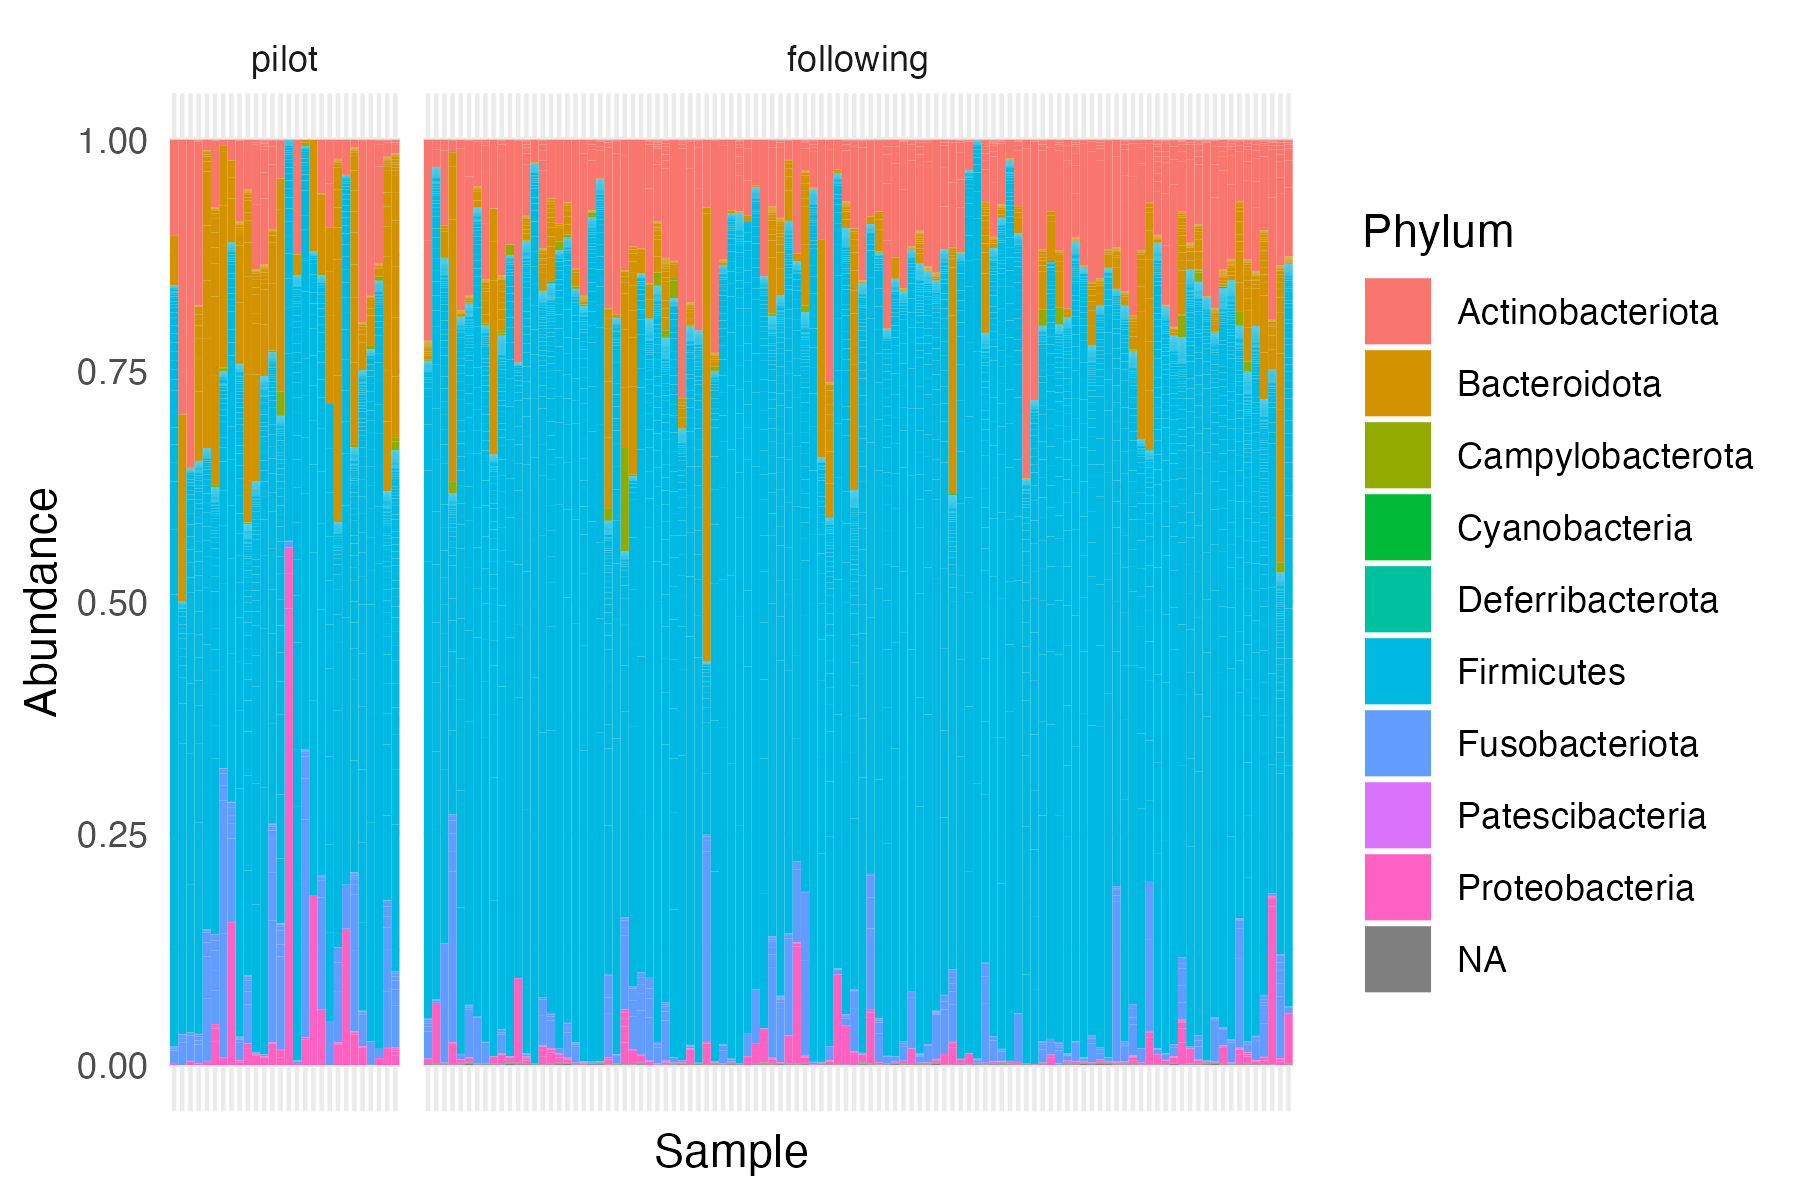 pilot
following
1.00
0.75
0.50
0.25
0.00
Abundance
Sample
Phylum
Actinobacteriota
Bacteroidota
Campylobacterota
Cyanobacteria
Deferribacterota
Firmicutes
Fusobacteriota
Patescibacteria
Proteobacteria
NA